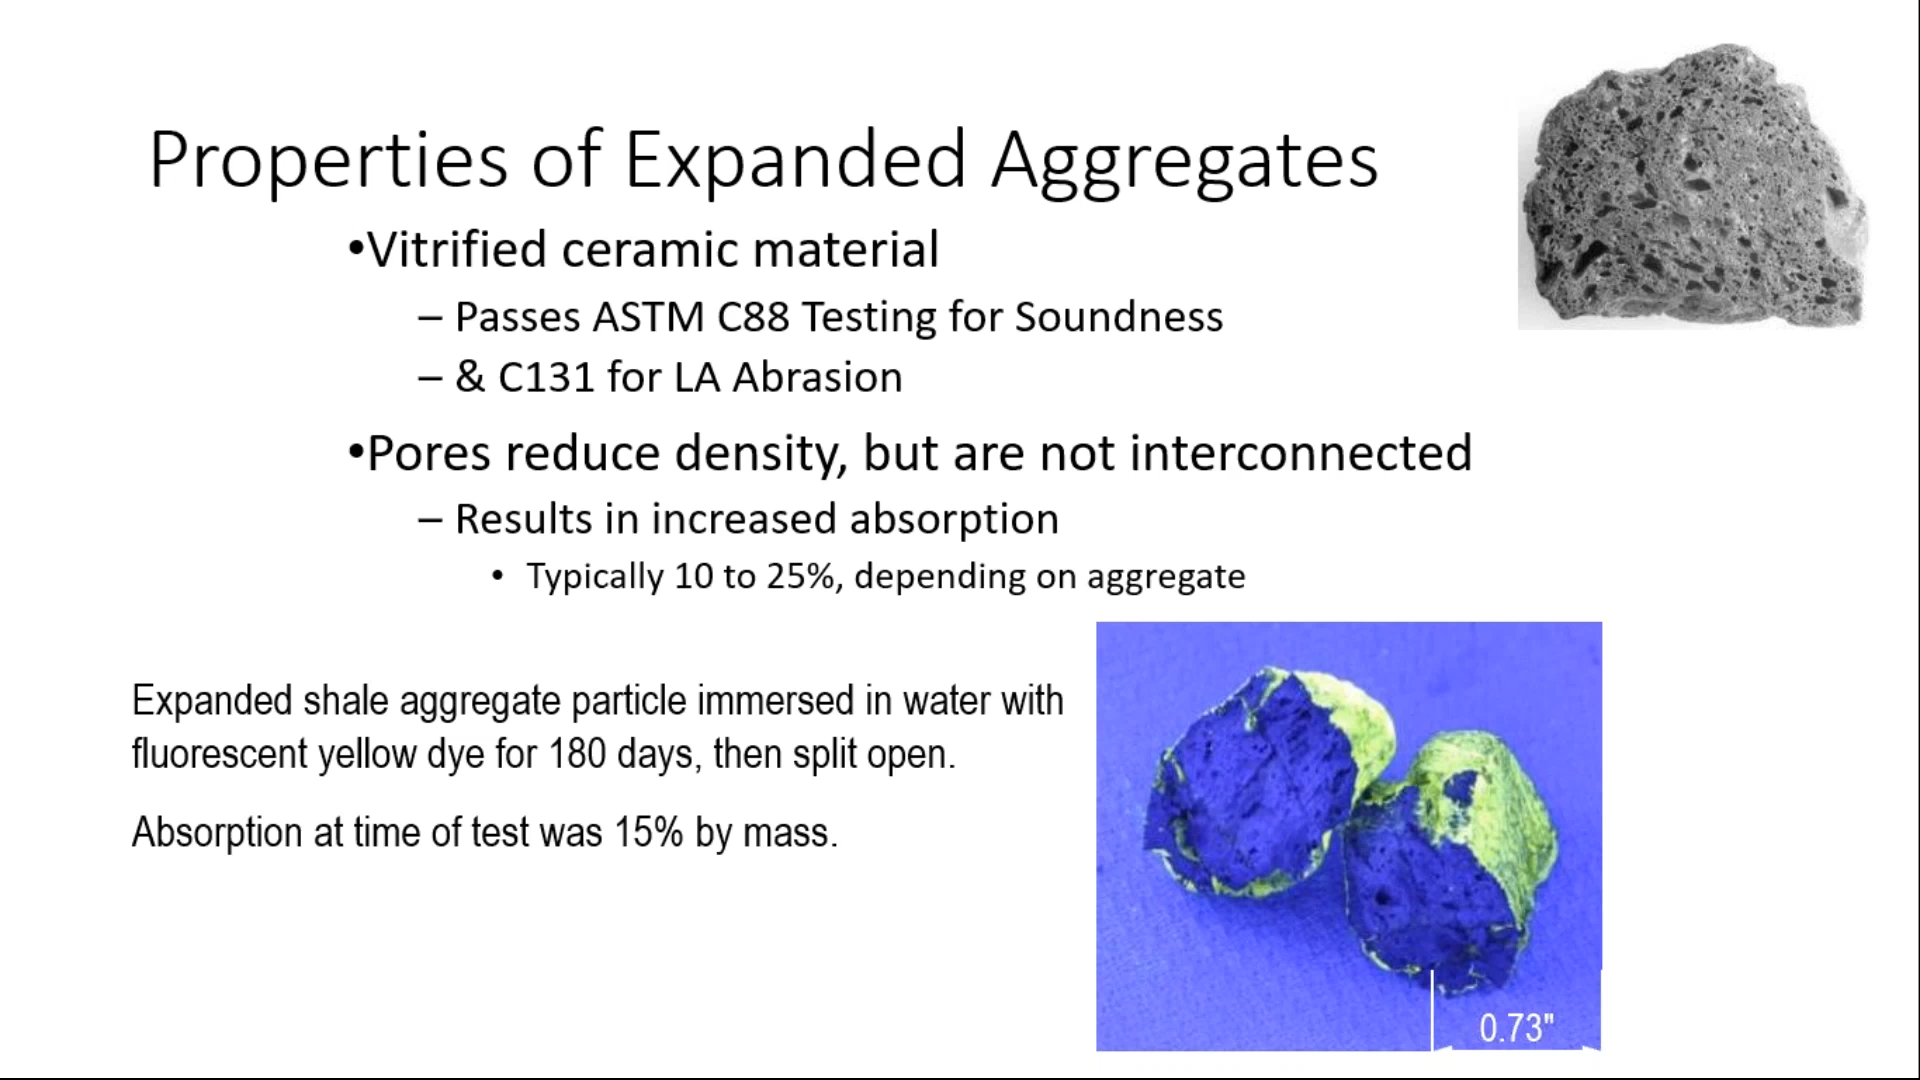 Properties of Expanded Aggregates
•Vitrified ceramic material
– Passes ASTM C88 Testing for Soundness
– & C131 for LA Abrasion
•Pores reduce density, but are not interconnected
– Results in increased absorption
• Typically 10 to 25%, depending on aggregate
Expanded shale aggregate particle immersed in water with
fluorescent yellow dye for 180 days, then split open.
Absorption at time of test was 15% by mass.
0.73"